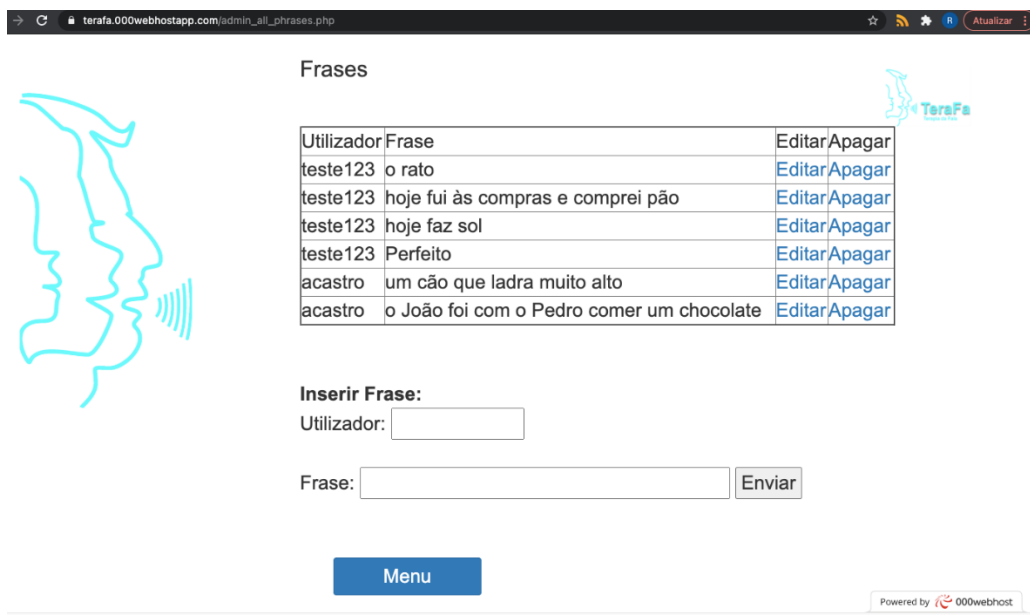 terafa.000webhostapp.com/admin_all_phrases.php
R
Atualizar
Frases
TeraFa
Utilizador Frase Editar Apagar
teste123 o rato Editar Apagar
teste123 hoje fui às compras e comprei pão Editar Apagar
teste123 hoje faz sol Editar Apagar
teste123 Perfeito Editar Apagar
acastro um cão que ladra muito alto Editar Apagar
acastro o João foi com o Pedro comer um chocolate Editar Apagar
Inserir Frase:
Utilizador:
Frase: Enviar
Menu
Powered by 000webhost